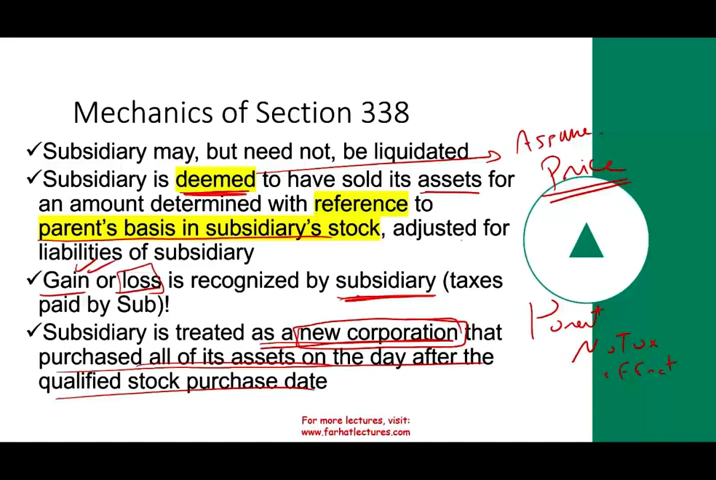 Mechanics of Section 338
✓Subsidiary may, but need not, be liquidated
✓Subsidiary is deemed to have sold its assets for
an amount determined with reference to
parent's basis in subsidiary's stock, adjusted for
liabilities of subsidiary
✓Gain or loss is recognized by subsidiary (taxes
paid by Sub)!
✓Subsidiary is treated as a new corporation that
purchased all of its assets on the day after the
qualified stock purchase date
Assume
Price
Parent
No Tax
effect
For more lectures, visit:
www.farhatlectures.com